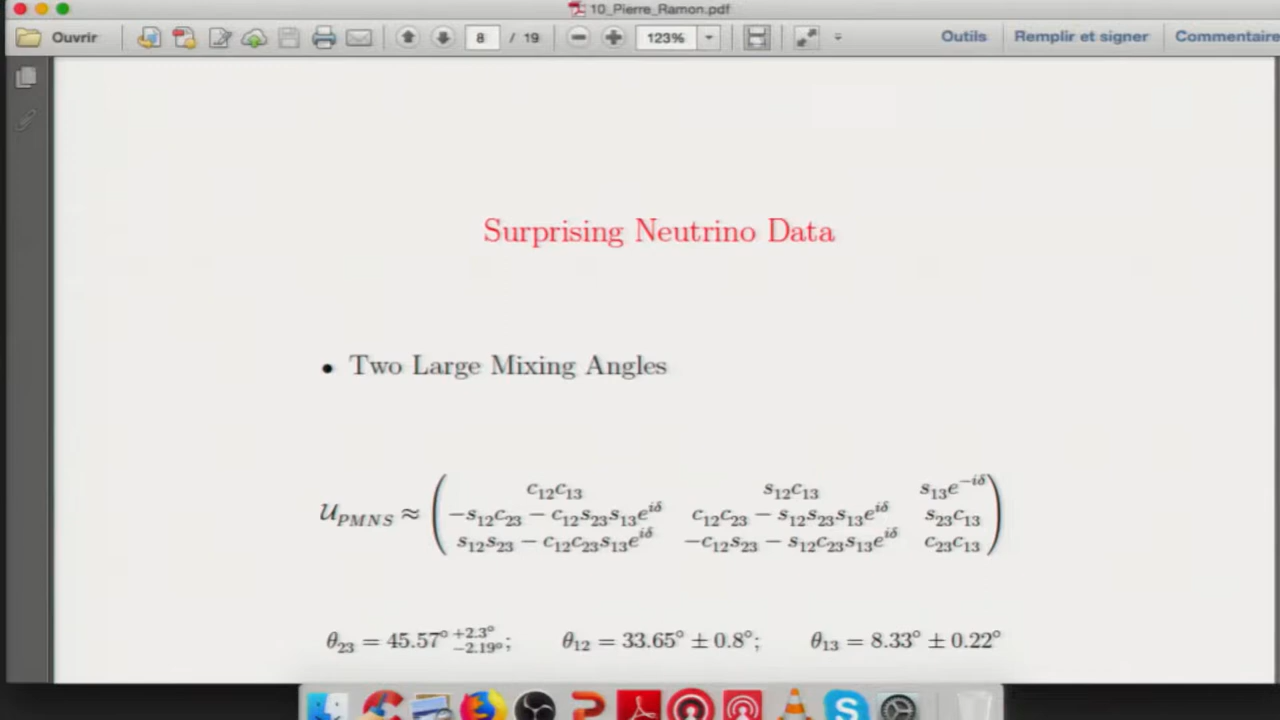 10_Pierre_Ramon.pdf
Ouvrir 8 / 19 123% Outils Remplir et signer Commentaire
Surprising Neutrino Data
• Two Large Mixing Angles
c₁₂c₁₃ s₁₂c₁₃ s₁₃e^{−iδ}
𝒰_{PMNS} ≈ ( −s₁₂c₂₃ − c₁₂s₂₃s₁₃e^{iδ} c₁₂c₂₃ − s₁₂s₂₃s₁₃e^{iδ} s₂₃c₁₃ )
s₁₂s₂₃ − c₁₂c₂₃s₁₃e^{iδ} −c₁₂s₂₃ − s₁₂c₂₃s₁₃e^{iδ} c₂₃c₁₃
θ₂₃ = 45.57° ^{+2.3°}_{−2.19°}; θ₁₂ = 33.65° ± 0.8°; θ₁₃ = 8.33° ± 0.22°